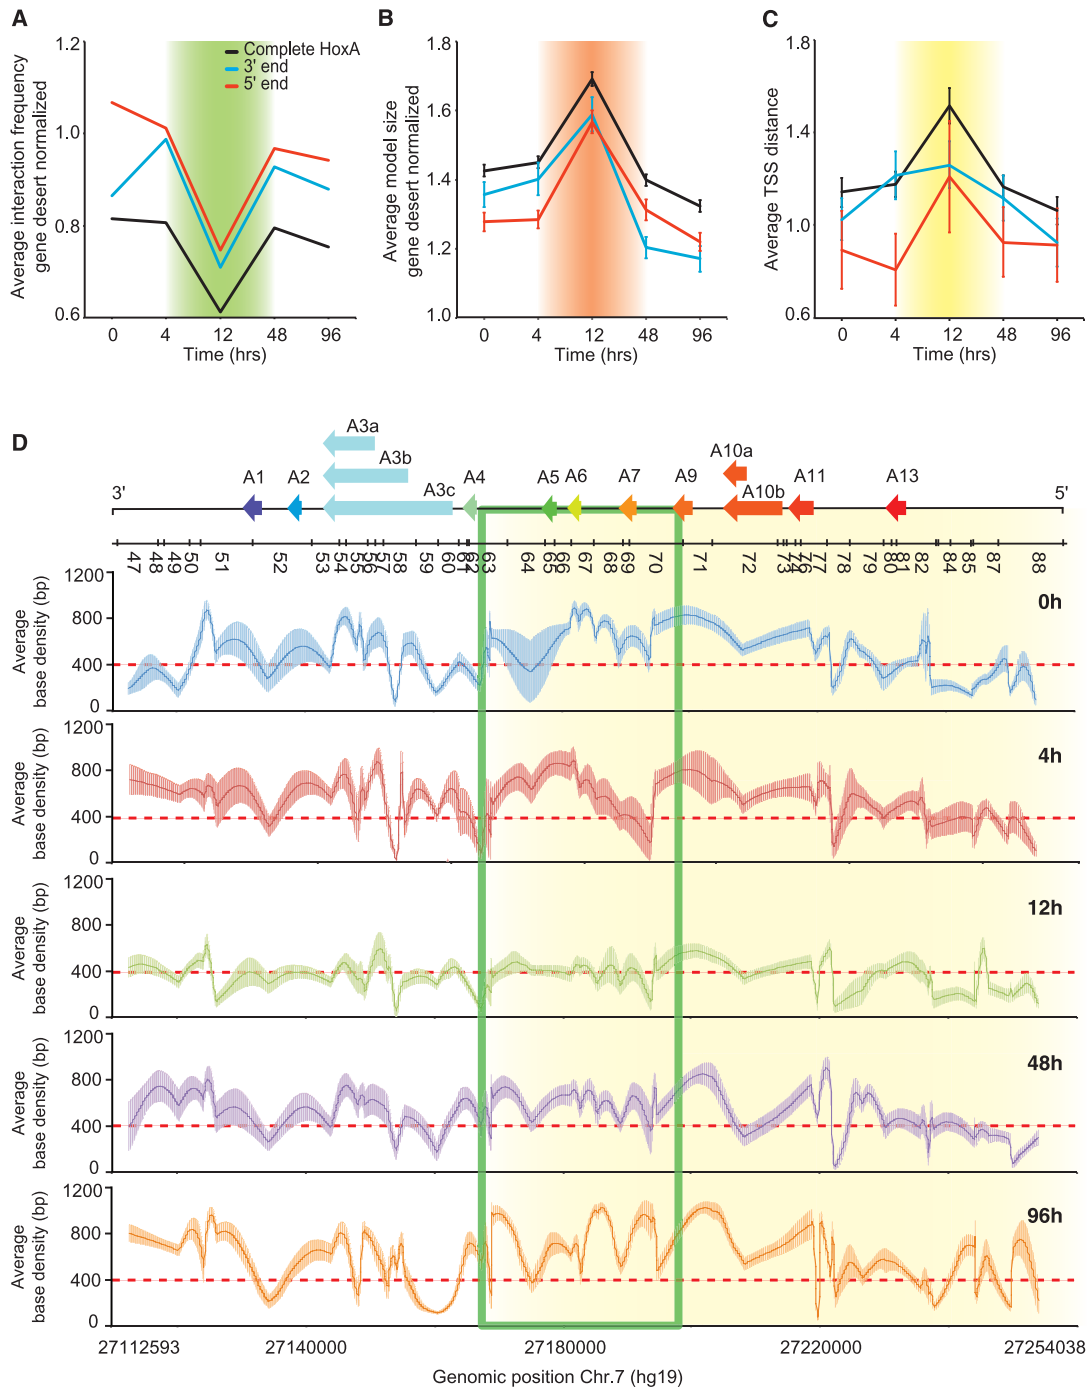 A
Average interaction frequency
gene desert normalized
1.2
1.0
0.8
0.6
Complete HoxA
3' end
5' end
0 4 12 48 96
Time (hrs)
B
Average model size
gene desert normalized
1.8
1.6
1.4
1.2
1.0
0 4 12 48 96
Time (hrs)
C
Average TSS distance
1.8
1.4
1.0
0.6
0 4 12 48 96
Time (hrs)
D
A3a
A3b
A1 A2 A3c A4 A5 A6 A7 A9 A10a A10b A11 A13
3' 5'
47 48 49 50 51 52 53 54 55 56 57 58 59 60 61 62 63 64 65 66 67 69 70 71 72 73 74 76 77 78 79 80 81 82 84 85 87 88
Average
base density (bp)
1200
800
400
0
0h
Average
base density (bp)
1200
800
400
0
4h
Average
base density (bp)
1200
800
400
0
12h
Average
base density (bp)
1200
800
400
0
48h
Average
base density (bp)
1200
800
400
0
96h
27112593 27140000 27180000 27220000 27254038
Genomic position Chr.7 (hg19)